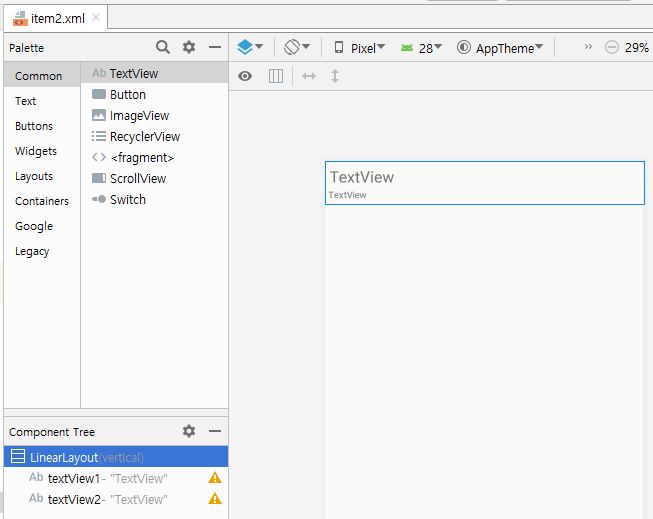 item2.xml
Palette
Pixel 28 AppTheme » 29%
Common
Text
Buttons
Widgets
Layouts
Containers
Google
Legacy
Ab TextView
Button
ImageView
RecyclerView
<fragment>
ScrollView
Switch
TextView
TextView
Component Tree
LinearLayout(vertical)
Ab textView1- "TextView"
Ab textView2- "TextView"